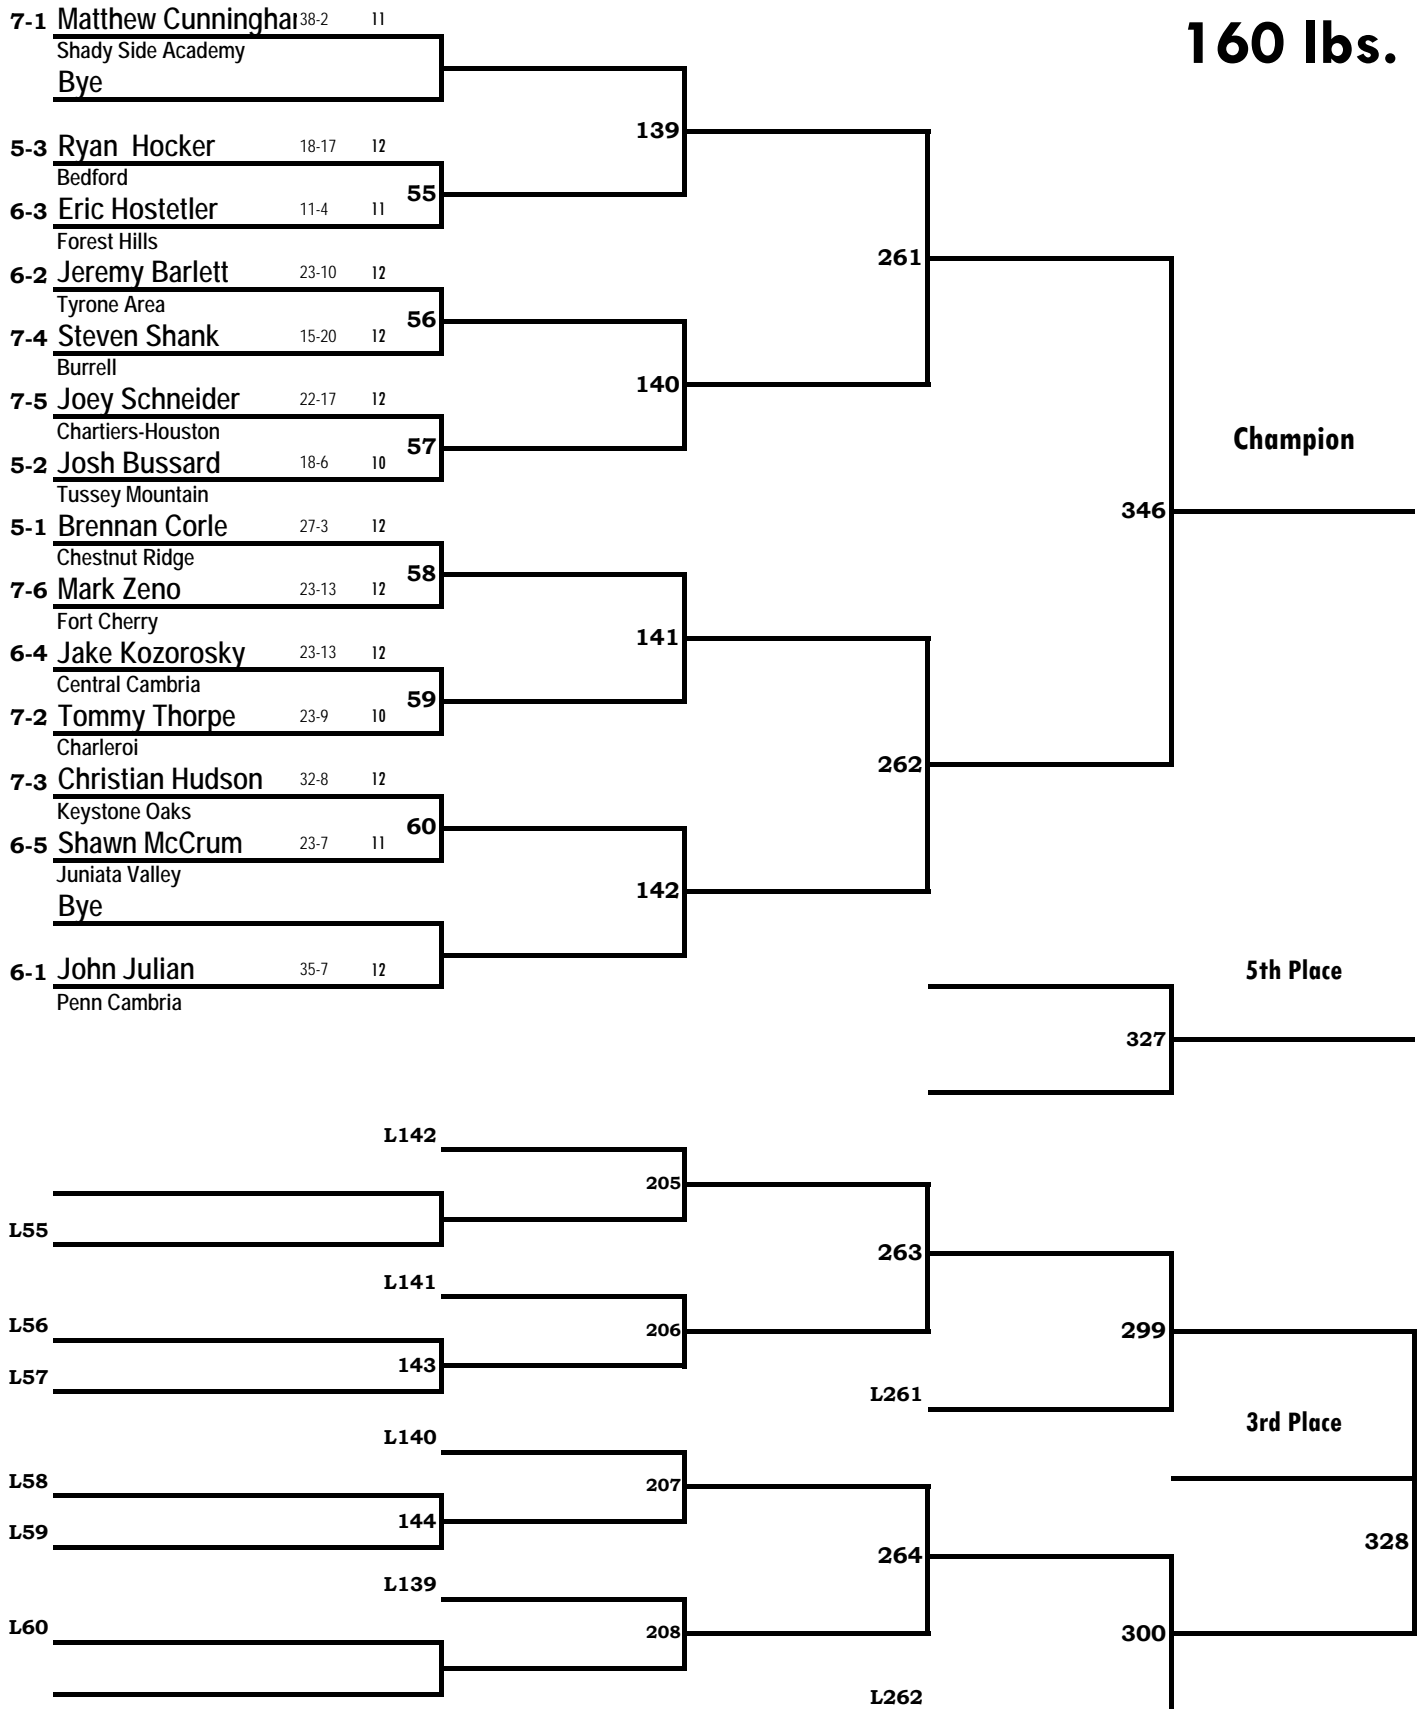 7-1 Matthew Cunninghar 38-2 11
160 lbs.
Shady Side Academy
Bye
139
5-3 Ryan Hocker 18-17 12
Bedford
55
6-3 Eric Hostetler 11-4 11
Forest Hills
261
6-2 Jeremy Barlett 23-10 12
Tyrone Area
56
7-4 Steven Shank 15-20 12
Burrell
140
7-5 Joey Schneider 22-17 12
Chartiers-Houston
Champion
57
5-2 Josh Bussard 18-6 10
Tussey Mountain
346
5-1 Brennan Corle 27-3 12
Chestnut Ridge
58
7-6 Mark Zeno 23-13 12
Fort Cherry
141
6-4 Jake Kozorosky 23-13 12
Central Cambria
59
7-2 Tommy Thorpe 23-9 10
Charleroi
262
7-3 Christian Hudson 32-8 12
Keystone Oaks
60
6-5 Shawn McCrum 23-7 11
Juniata Valley
142
Bye
6-1 John Julian 35-7 12
5th Place
Penn Cambria
327
L142
205
L55
263
L141
L56
206
299
143
L57
L261
3rd Place
L140
L58
207
144
L59
328
264
L139
L60
208
300
L262